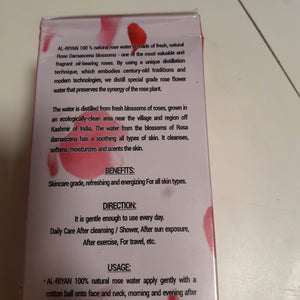 AL-RIYAN 100 % natural rose water is made of fresh, natural
Rose Damascena blossoms - one of the most valuable and
fragrant oil-bearing roses. By using a unique distillation
technique, which embodies century-old traditions and
modern technologies, we distill special grade rose flower
water that preserves the synergy of the rose plant.
The water is distilled from fresh blossoms of roses, grown in
an ecologically-clean area near the village and region off
Kashmir of India, The water from the blossoms of Rosa
damascena has a soothing all types of skin. It cleanses,
softens, moisturizes and scents the skin.
BENEFITS:
Skincare grade, refreshing and energizing For all skin types.
DIRECTION:
It is gentle enough to use every day.
Daily Care After cleansing / Shower, After sun exposure,
After exercise, For travel, etc.
USAGE:
• AL-RIYAN 100% natural rose water apply gently with a
cotton ball onto face and neck, morning and evening after